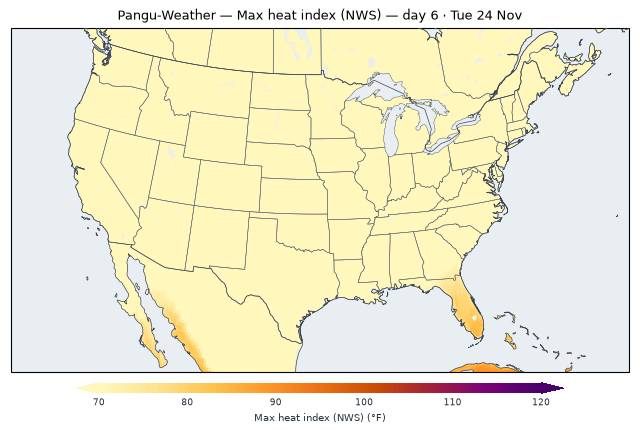 Pangu-Weather — Max heat index (NWS) — day 6 · Tue 24 Nov
70 80 90 100 110 120
Max heat index (NWS) (°F)